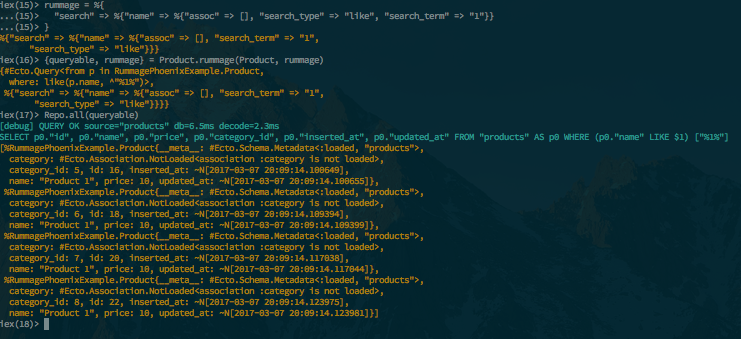 iex(15)> rummage = %{
...(15)>   "search" => %{"name" => %{"assoc" => [], "search_type" => "like", "search_term" => "1"}}
...(15)> }
%{"search" => %{"name" => %{"assoc" => [], "search_term" => "1",
      "search_type" => "like"}}}
iex(16)> {queryable, rummage} = Product.rummage(Product, rummage)
{#Ecto.Query<from p in RummagePhoenixExample.Product,
  where: like(p.name, ^"%1%")>,
 %{"search" => %{"name" => %{"assoc" => [], "search_term" => "1",
       "search_type" => "like"}}}}
iex(17)> Repo.all(queryable)
[debug] QUERY OK source="products" db=6.5ms decode=2.3ms
SELECT p0."id", p0."name", p0."price", p0."category_id", p0."inserted_at", p0."updated_at" FROM "products" AS p0 WHERE (p0."name" LIKE $1) ["%1%"]
[%RummagePhoenixExample.Product{__meta__: #Ecto.Schema.Metadata<:loaded, "products">,
  category: #Ecto.Association.NotLoaded<association :category is not loaded>,
  category_id: 5, id: 16, inserted_at: ~N[2017-03-07 20:09:14.100649],
  name: "Product 1", price: 10, updated_at: ~N[2017-03-07 20:09:14.100655]},
 %RummagePhoenixExample.Product{__meta__: #Ecto.Schema.Metadata<:loaded, "products">,
  category: #Ecto.Association.NotLoaded<association :category is not loaded>,
  category_id: 6, id: 18, inserted_at: ~N[2017-03-07 20:09:14.109394],
  name: "Product 1", price: 10, updated_at: ~N[2017-03-07 20:09:14.109399]},
 %RummagePhoenixExample.Product{__meta__: #Ecto.Schema.Metadata<:loaded, "products">,
  category: #Ecto.Association.NotLoaded<association :category is not loaded>,
  category_id: 7, id: 20, inserted_at: ~N[2017-03-07 20:09:14.117038],
  name: "Product 1", price: 10, updated_at: ~N[2017-03-07 20:09:14.117044]},
 %RummagePhoenixExample.Product{__meta__: #Ecto.Schema.Metadata<:loaded, "products">,
  category: #Ecto.Association.NotLoaded<association :category is not loaded>,
  category_id: 8, id: 22, inserted_at: ~N[2017-03-07 20:09:14.123975],
  name: "Product 1", price: 10, updated_at: ~N[2017-03-07 20:09:14.123981]}]
iex(18)>